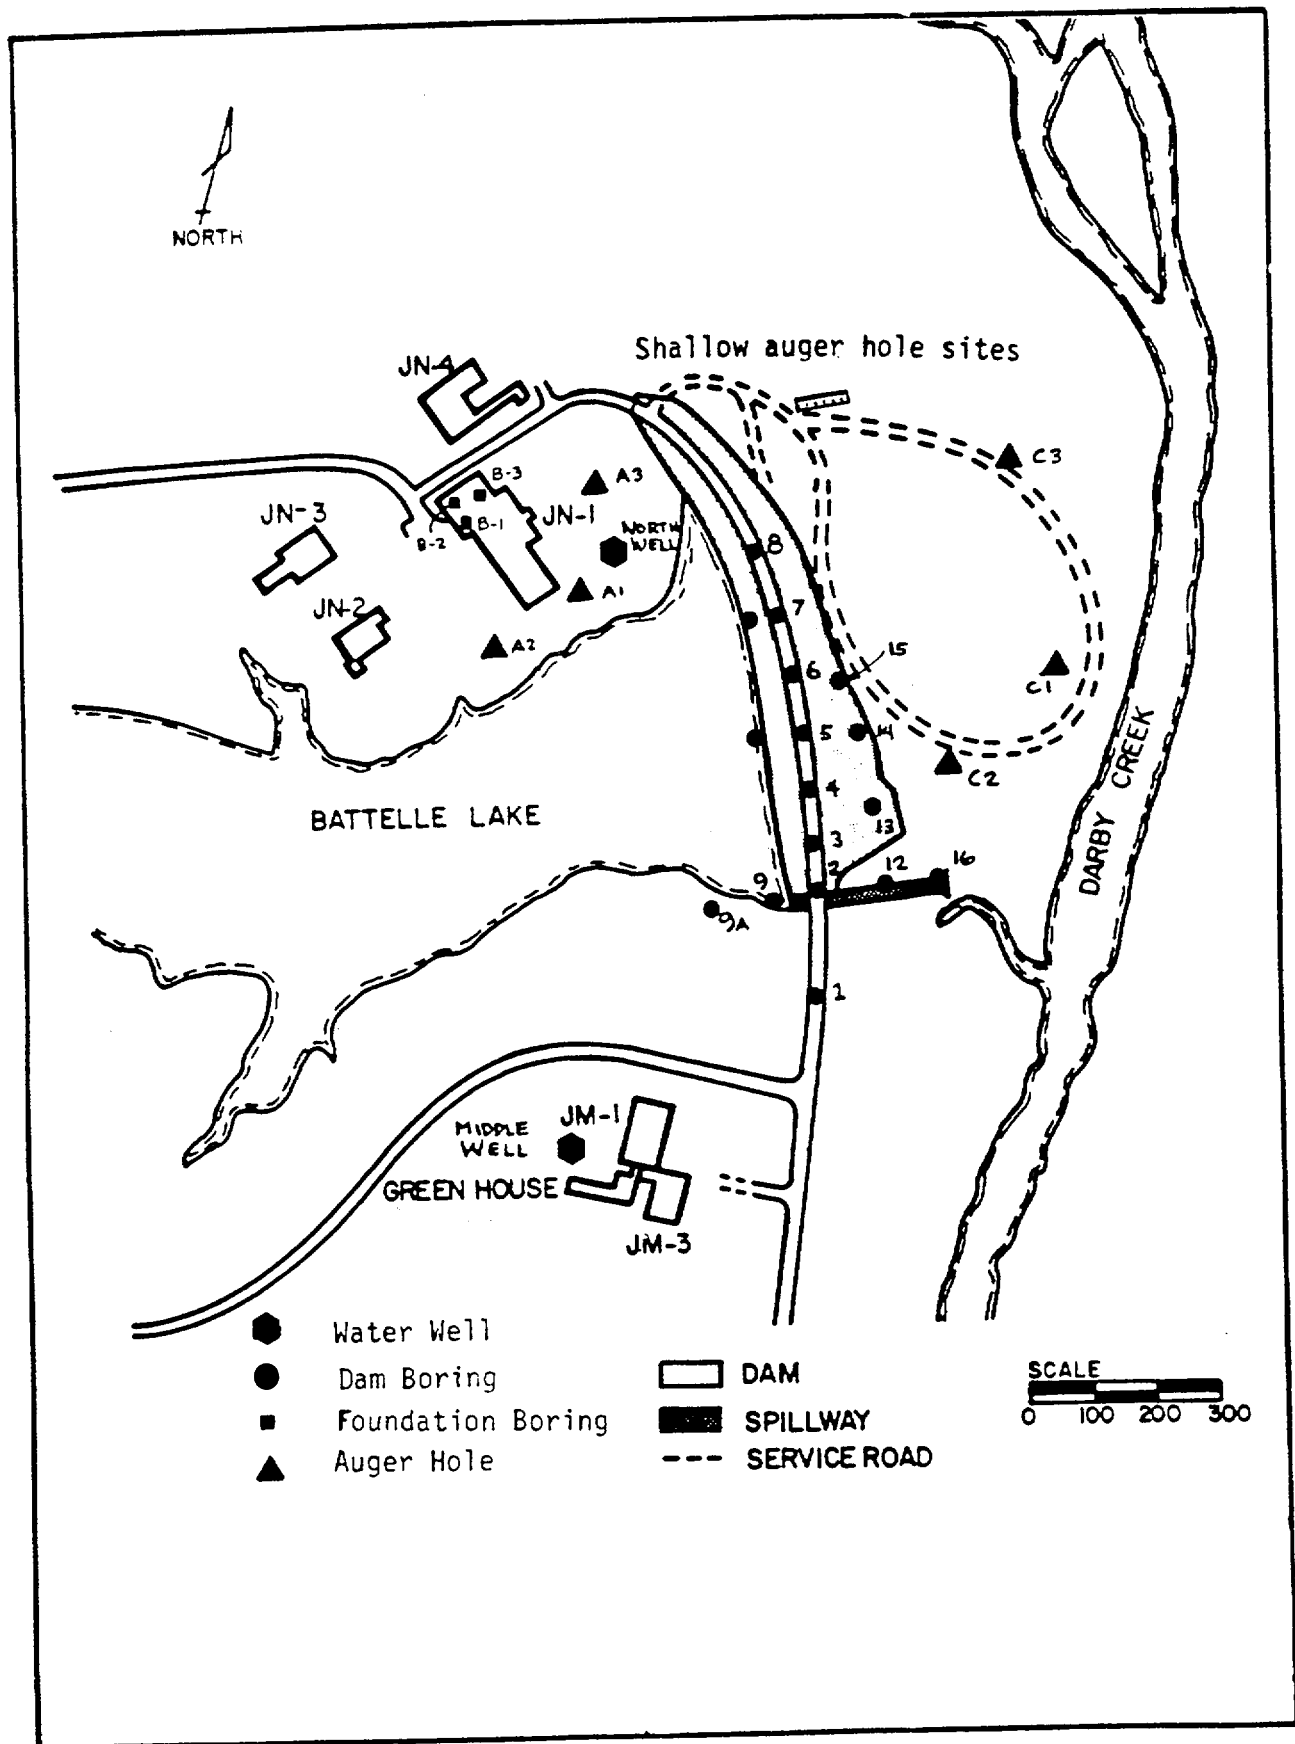 NORTH
Shallow auger hole sites
JN-4
C3
B-3
A3
JN-3
JN-1
B-1
NORTH
WELL
B-2
8
A1
JN-2
7
A2
15
6
C1
5
14
C2
4
BATTELLE LAKE
13
3
DARBY CREEK
2
12
16
9
9A
1
JM-1
MIDDLE
WELL
GREEN HOUSE
JM-3
Water Well
Dam Boring
Foundation Boring
Auger Hole
DAM
SPILLWAY
SERVICE ROAD
SCALE
0 100 200 300